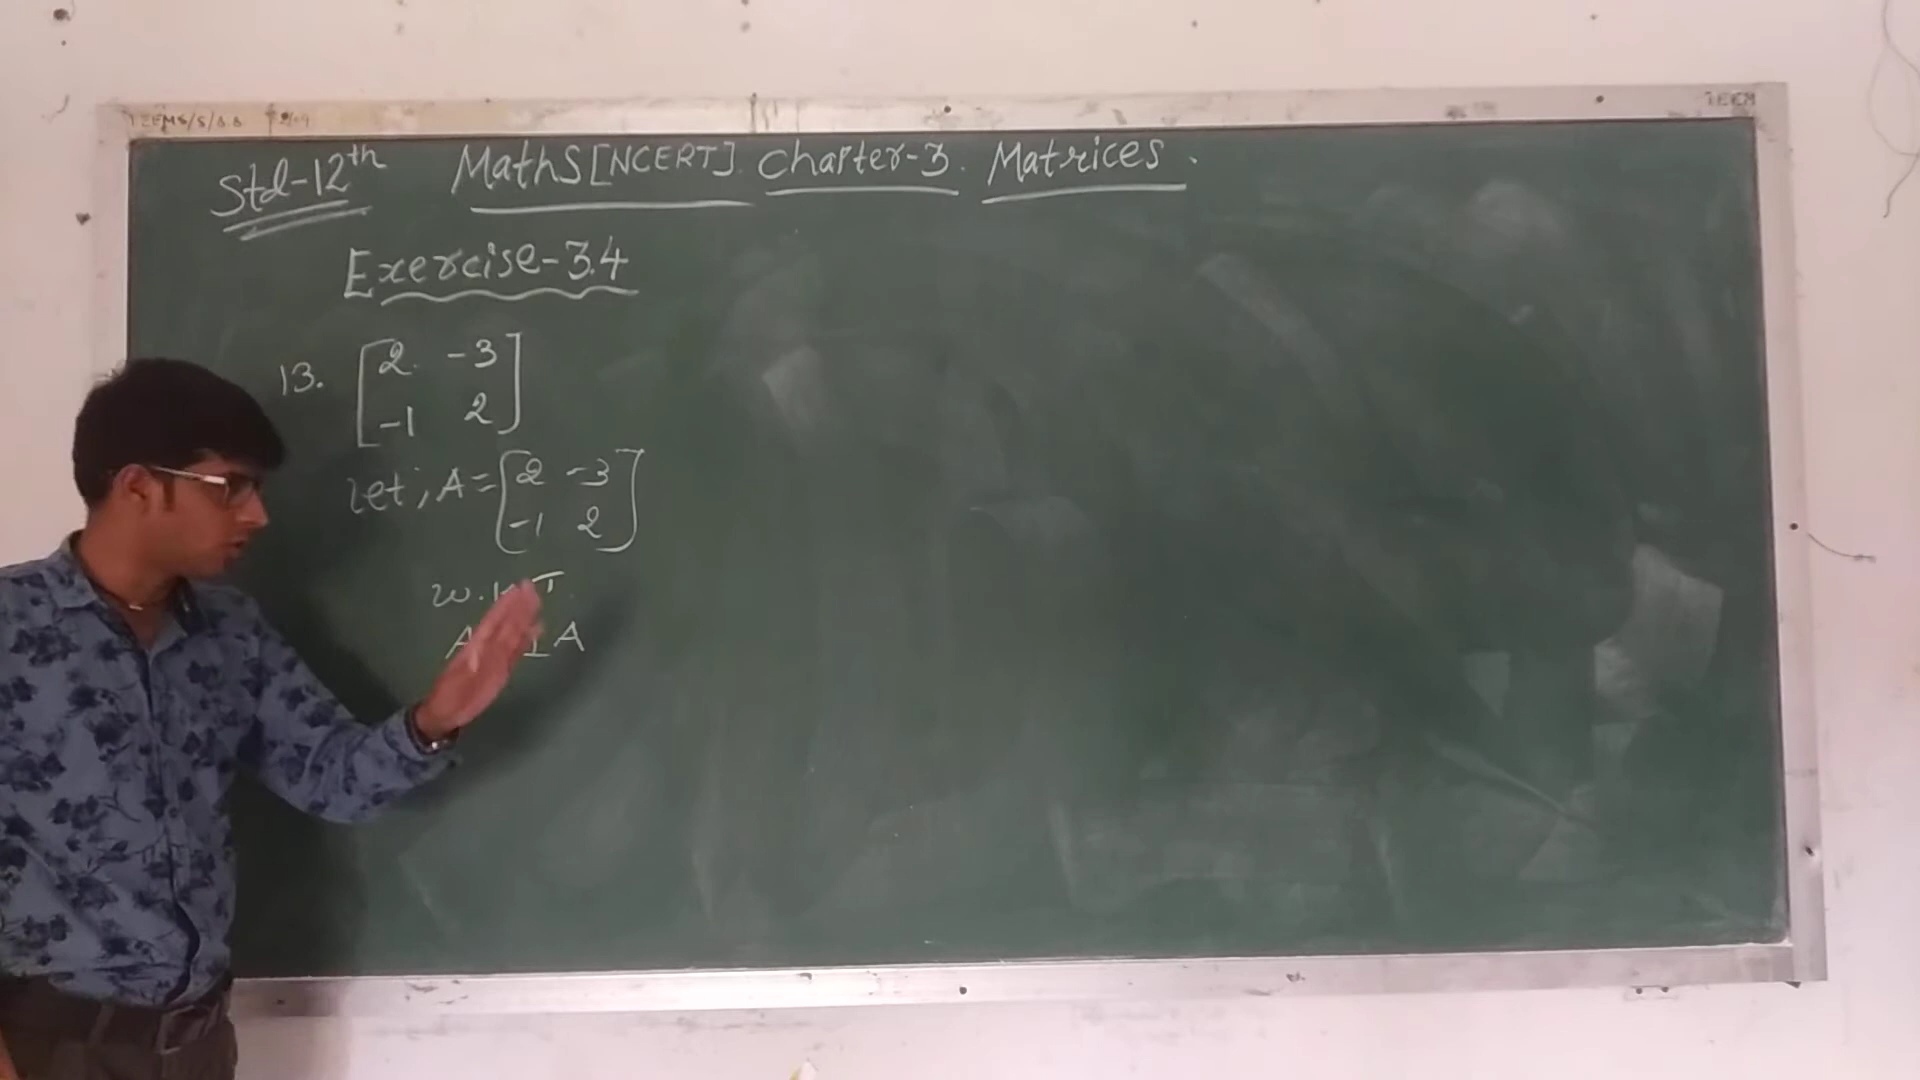 Std-12th Maths [NCERT]. Chapter-3. Matrices.
Exercise-3.4
13. [2 -3
-1 2]
let, A = [2 -3
-1 2]
w.k.T.
A IA